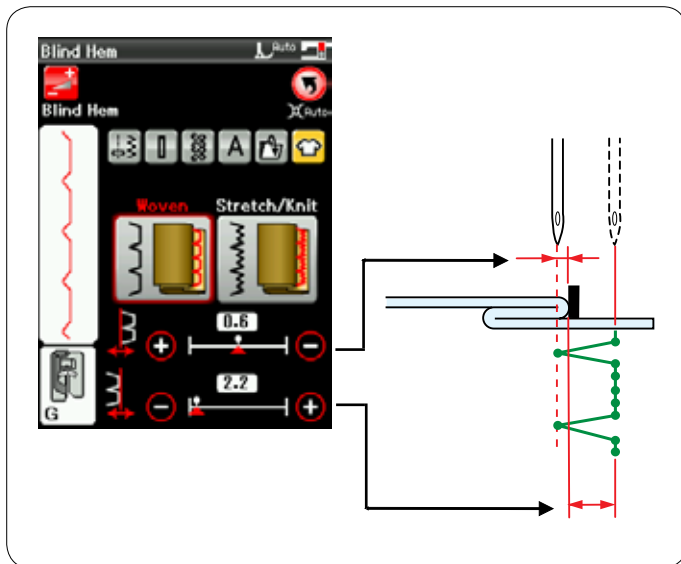 Blind Hem Auto
Blind Hem Auto
A
Woven Stretch/Knit
0.6
+ −
2.2
− +
G